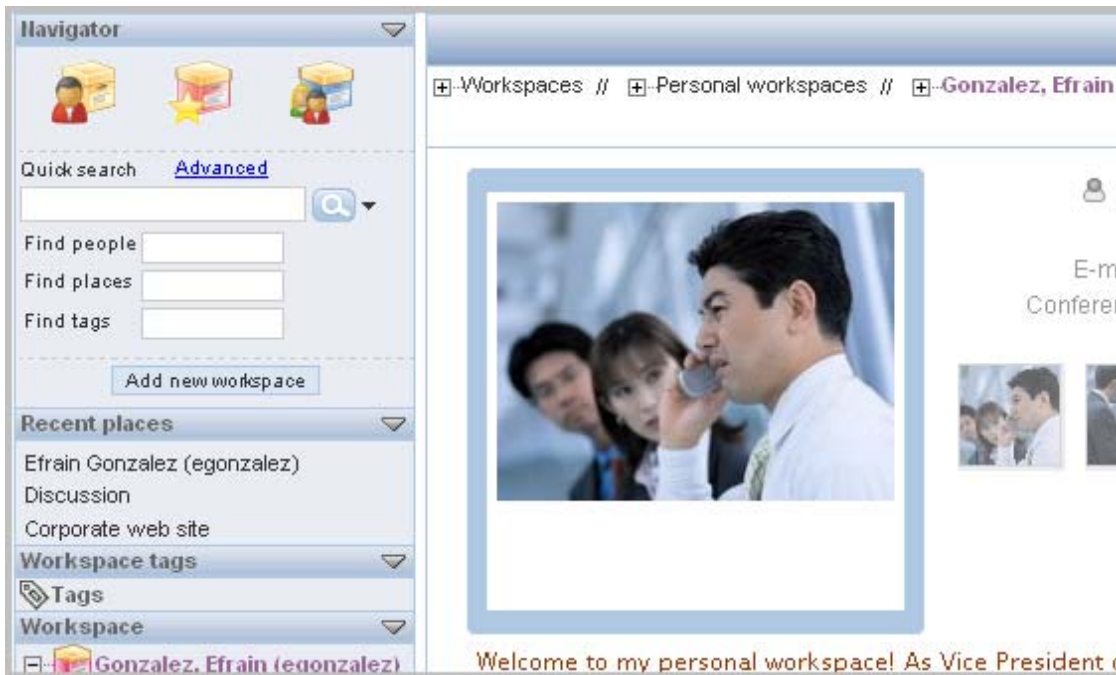 Navigator
Quick search Advanced
Find people
Find places
Find tags
Add new workspace
Recent places
Efrain Gonzalez (egonzalez)
Discussion
Corporate web site
Workspace tags
Tags
Workspace
Gonzalez, Efrain (egonzalez)
Workspaces // Personal workspaces // Gonzalez, Efrain
E-m
Conferen
Welcome to my personal workspace! As Vice President